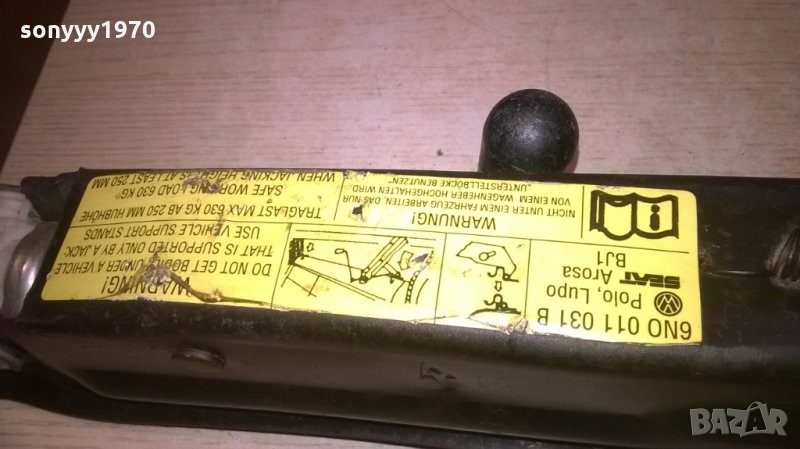 sonyyy1970
6N0 011 031 B
Polo, Lupo
SEAT Arosa
BJ1
WARNUNG!
NICHT UNTER EINEM FAHRZEUG ARBEITEN, DAS NUR
VON EINEM WAGENHEBER HOCHGEHALTEN WIRD.
UNTERSTELLBÖCKE BENUTZEN.
WARNING!
DO NOT GET BODY UNDER A VEHICLE
THAT IS SUPPORTED ONLY BY A JACK.
USE VEHICLE SUPPORT STANDS
TRAGLAST MAX 630 KG AB 250 MM HUBHÖHE
SAFE WORKING LOAD 630 KG
WHEN JACKING HEIGHT IS AT LEAST 250 MM
BAZAR